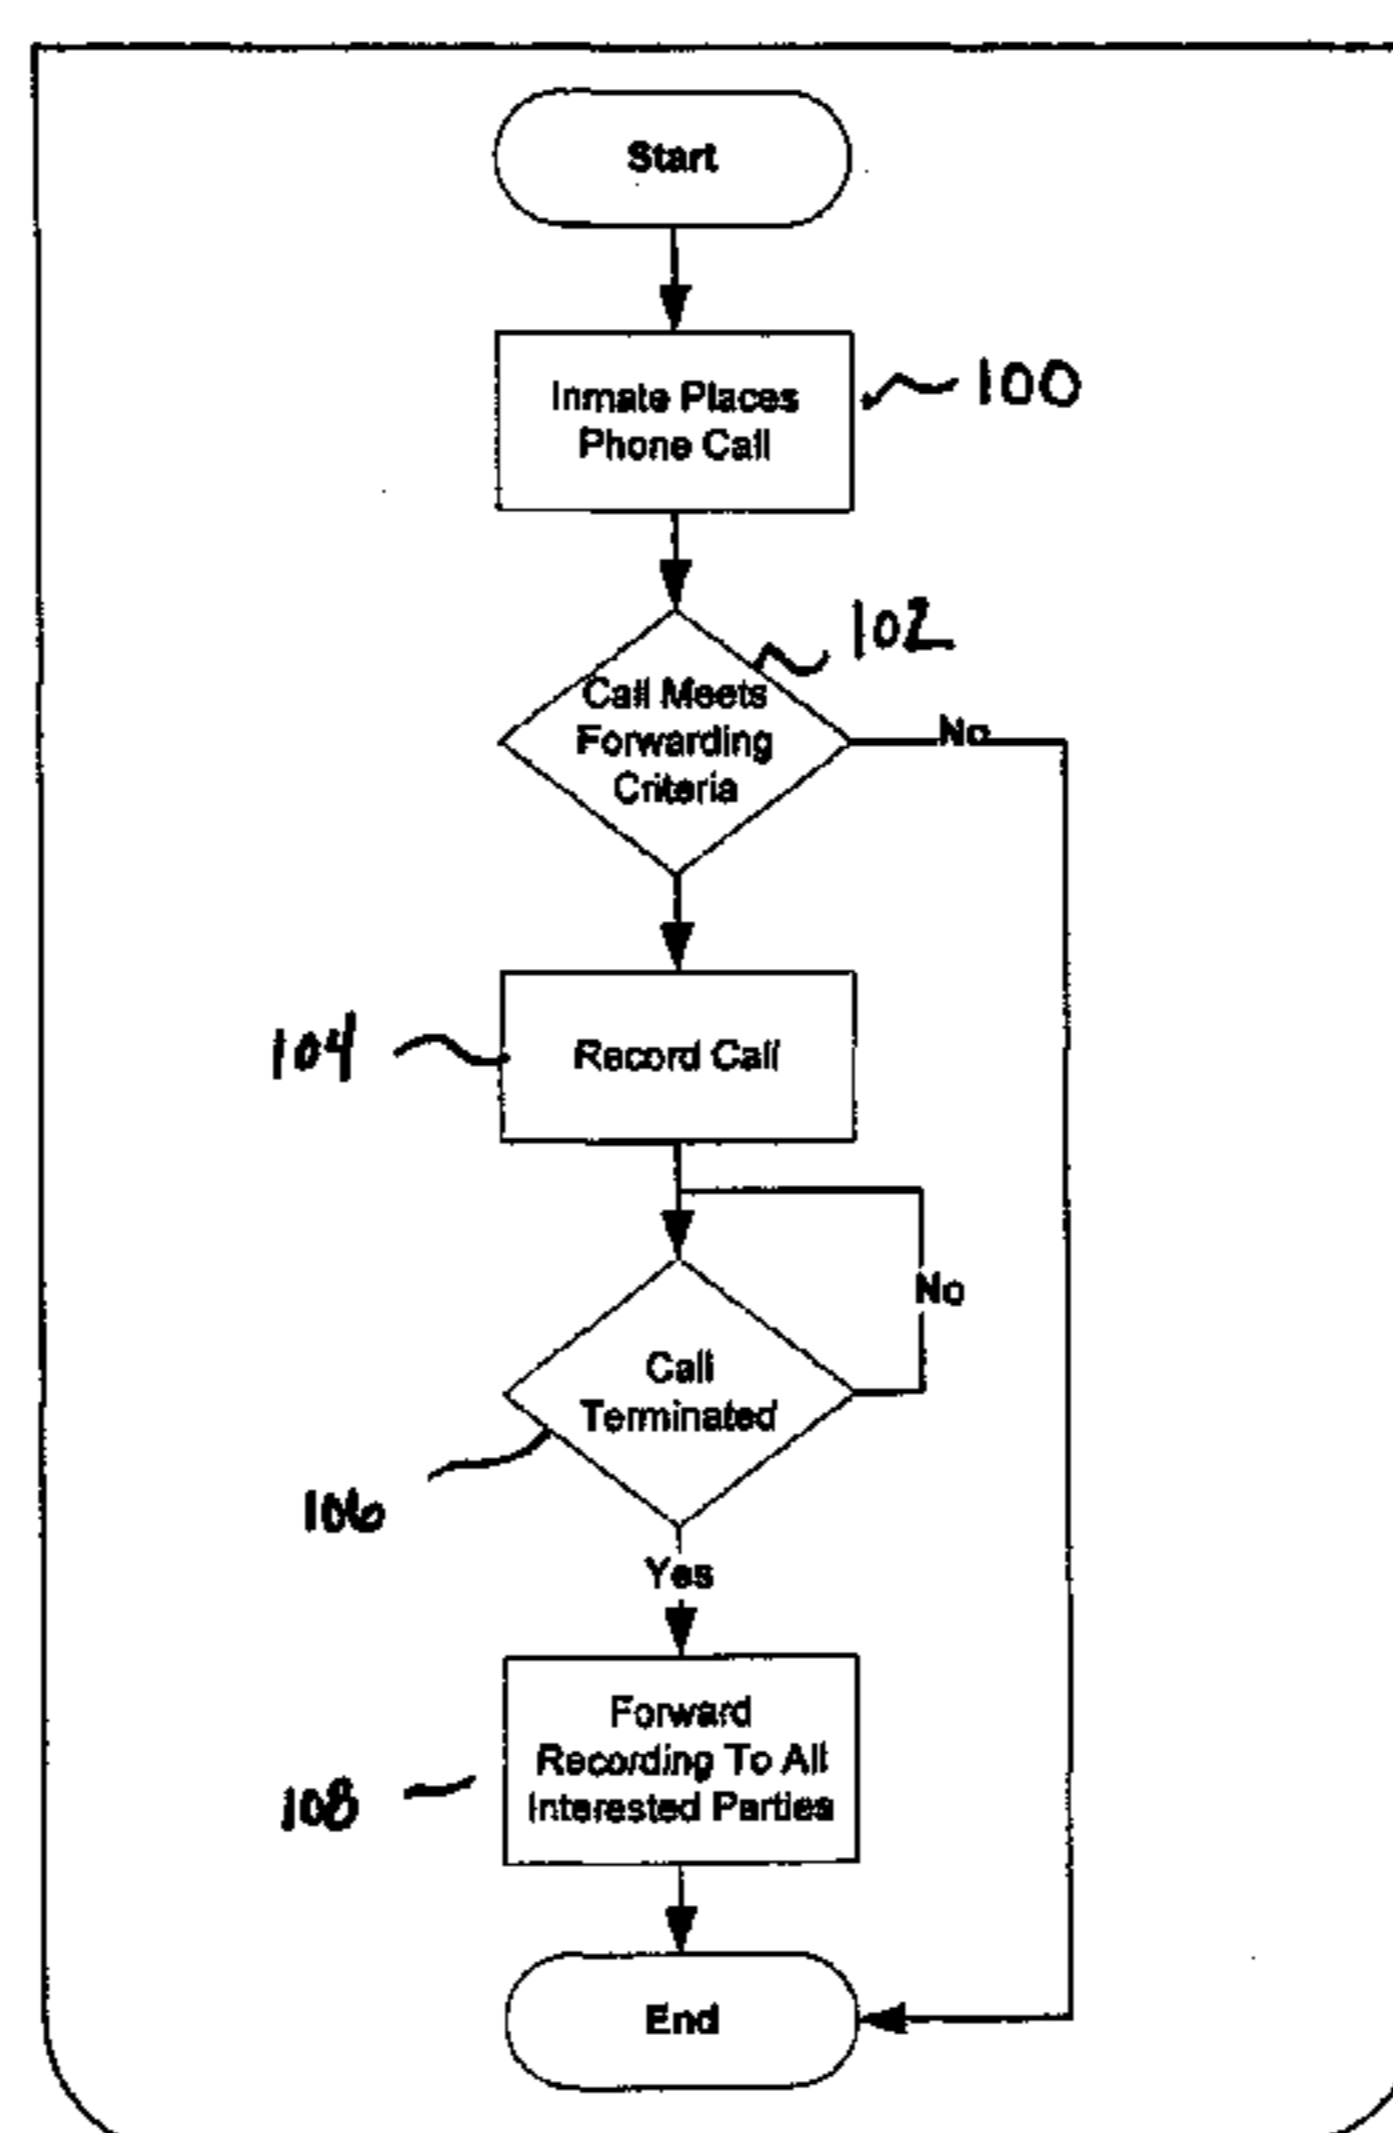 Start
Inmate Places
Phone Call
100
102
Call Meets
Forwarding
Criteria
No
104
Record Call
No
Call
Terminated
106
Yes
Forward
Recording To All
Interested Parties
108
End